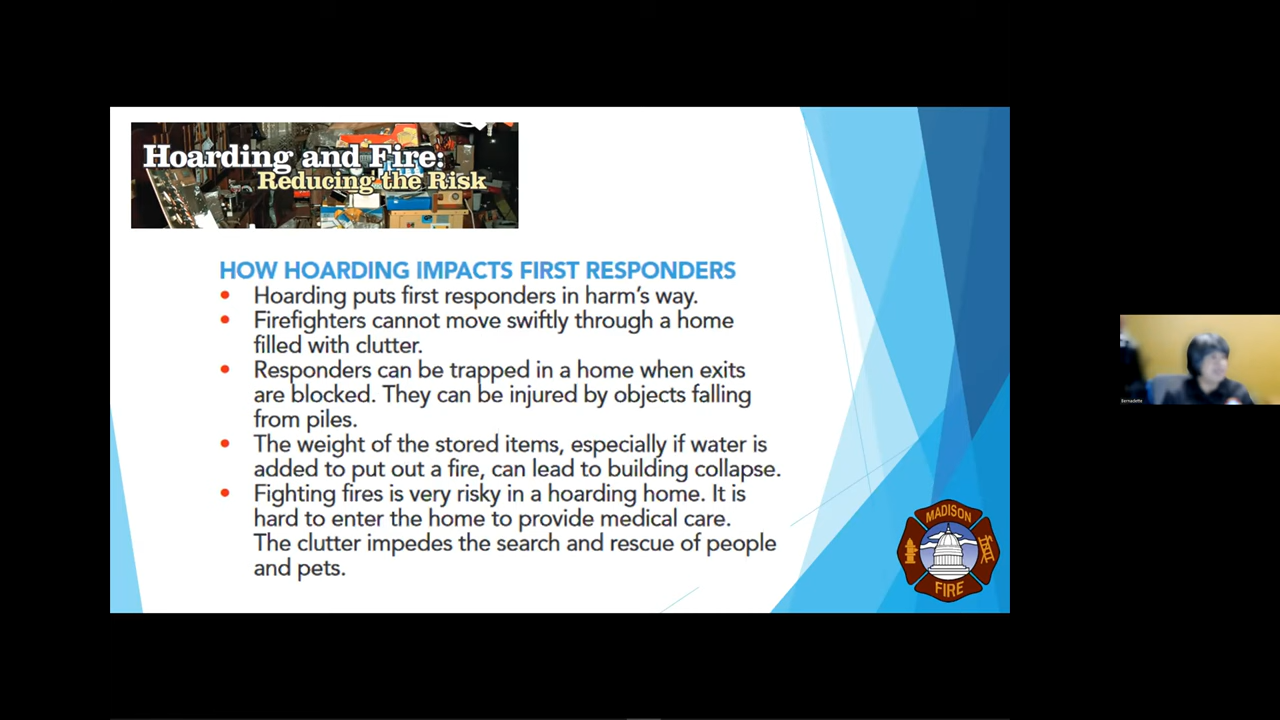 Hoarding and Fire:
Reducing the Risk
HOW HOARDING IMPACTS FIRST RESPONDERS
• Hoarding puts first responders in harm's way.
• Firefighters cannot move swiftly through a home
filled with clutter.
• Responders can be trapped in a home when exits
are blocked. They can be injured by objects falling
from piles.
• The weight of the stored items, especially if water is
added to put out a fire, can lead to building collapse.
• Fighting fires is very risky in a hoarding home. It is
hard to enter the home to provide medical care.
The clutter impedes the search and rescue of people
and pets.
MADISON
FIRE
Bernadette